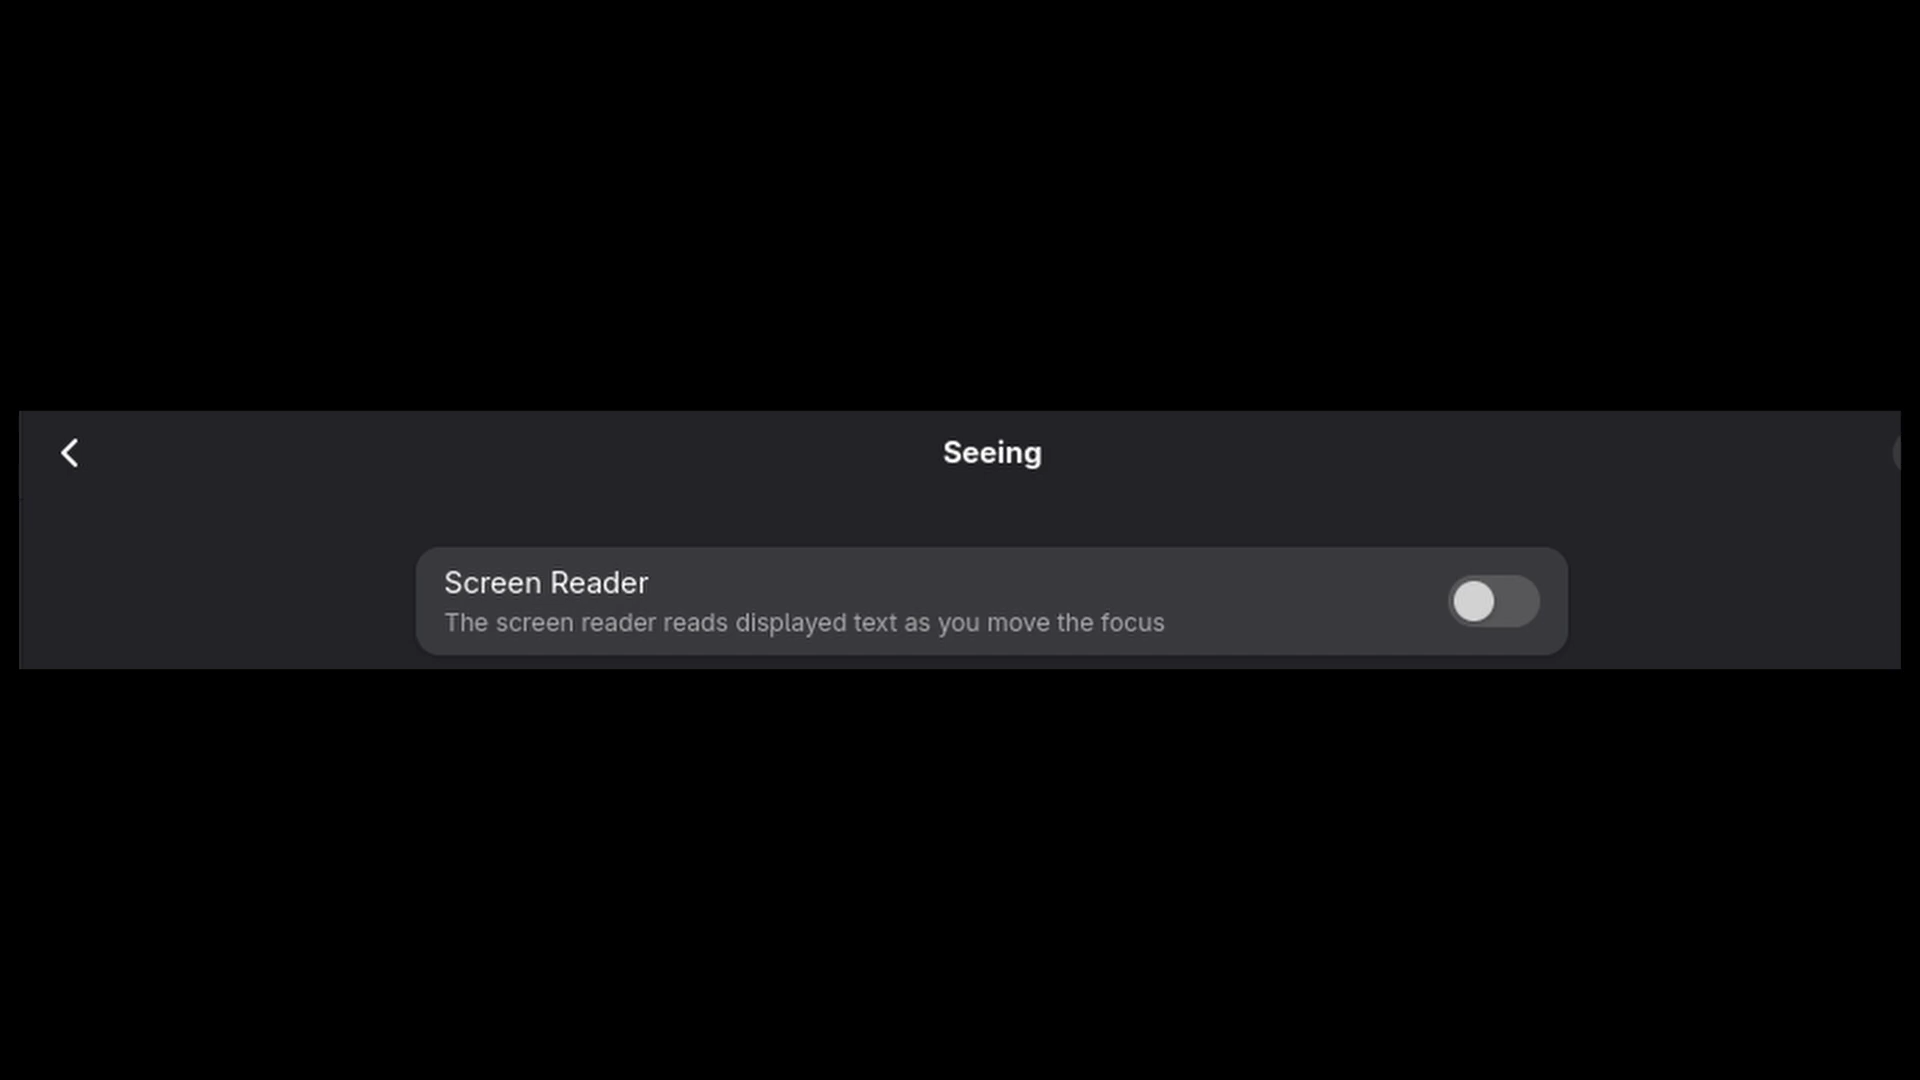 Seeing
Screen Reader
The screen reader reads displayed text as you move the focus